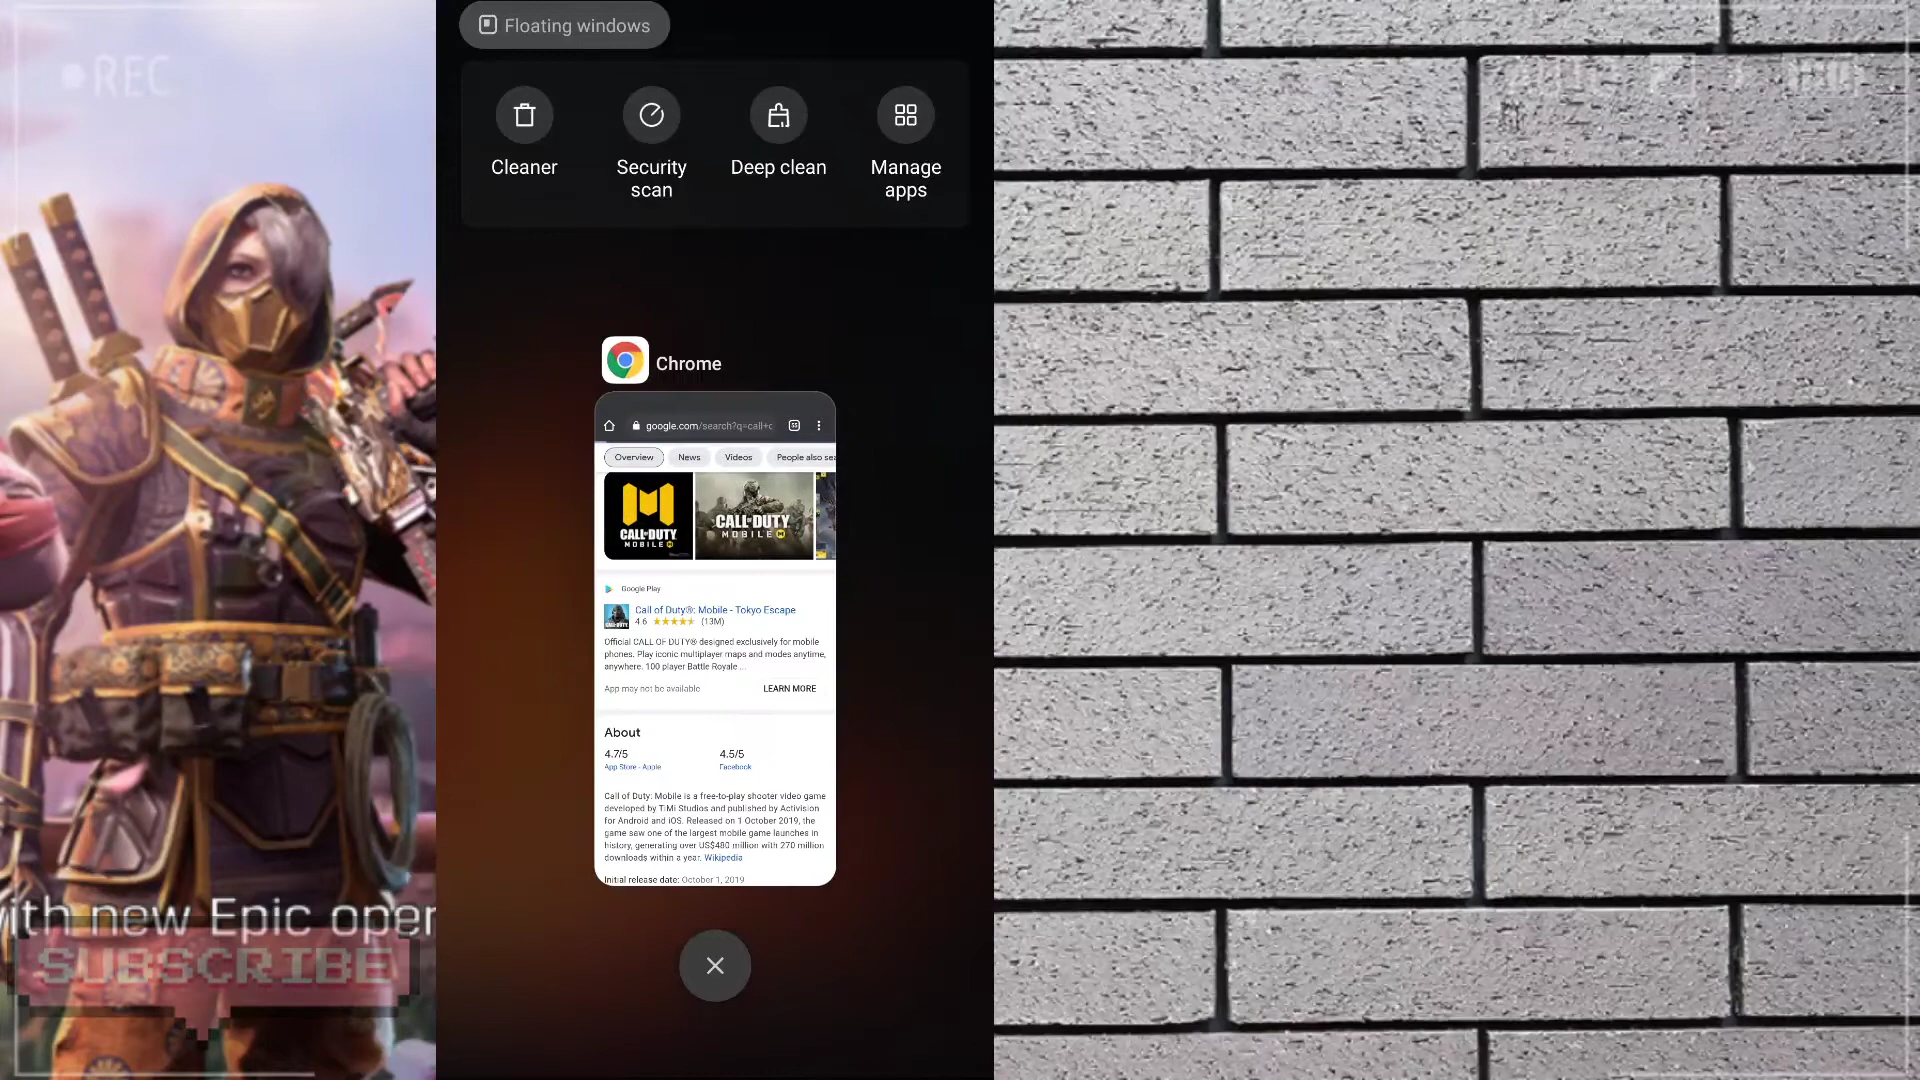 REC
Floating windows
Cleaner
Security
scan
Deep clean
Manage
apps
Chrome
google.com/search?q=call+c
Overview
News
Videos
People also sea
CALL DUTY
MOBILE
CALL OF DUTY
MOBILE
Google Play
Call of Duty®: Mobile - Tokyo Escape
4.6 ★★★★★ (13M)
Official CALL OF DUTY® designed exclusively for mobile
phones. Play iconic multiplayer maps and modes anytime,
anywhere. 100 player Battle Royale ...
App may not be available
LEARN MORE
About
4.7/5
App Store - Apple
4.5/5
Facebook
Call of Duty: Mobile is a free-to-play shooter video game
developed by TiMi Studios and published by Activision
for Android and iOS. Released on 1 October 2019, the
game saw one of the largest mobile game launches in
history, generating over US$480 million with 270 million
downloads within a year. Wikipedia
Initial release date: October 1, 2019
with new Epic oper
SUBSCRIBE